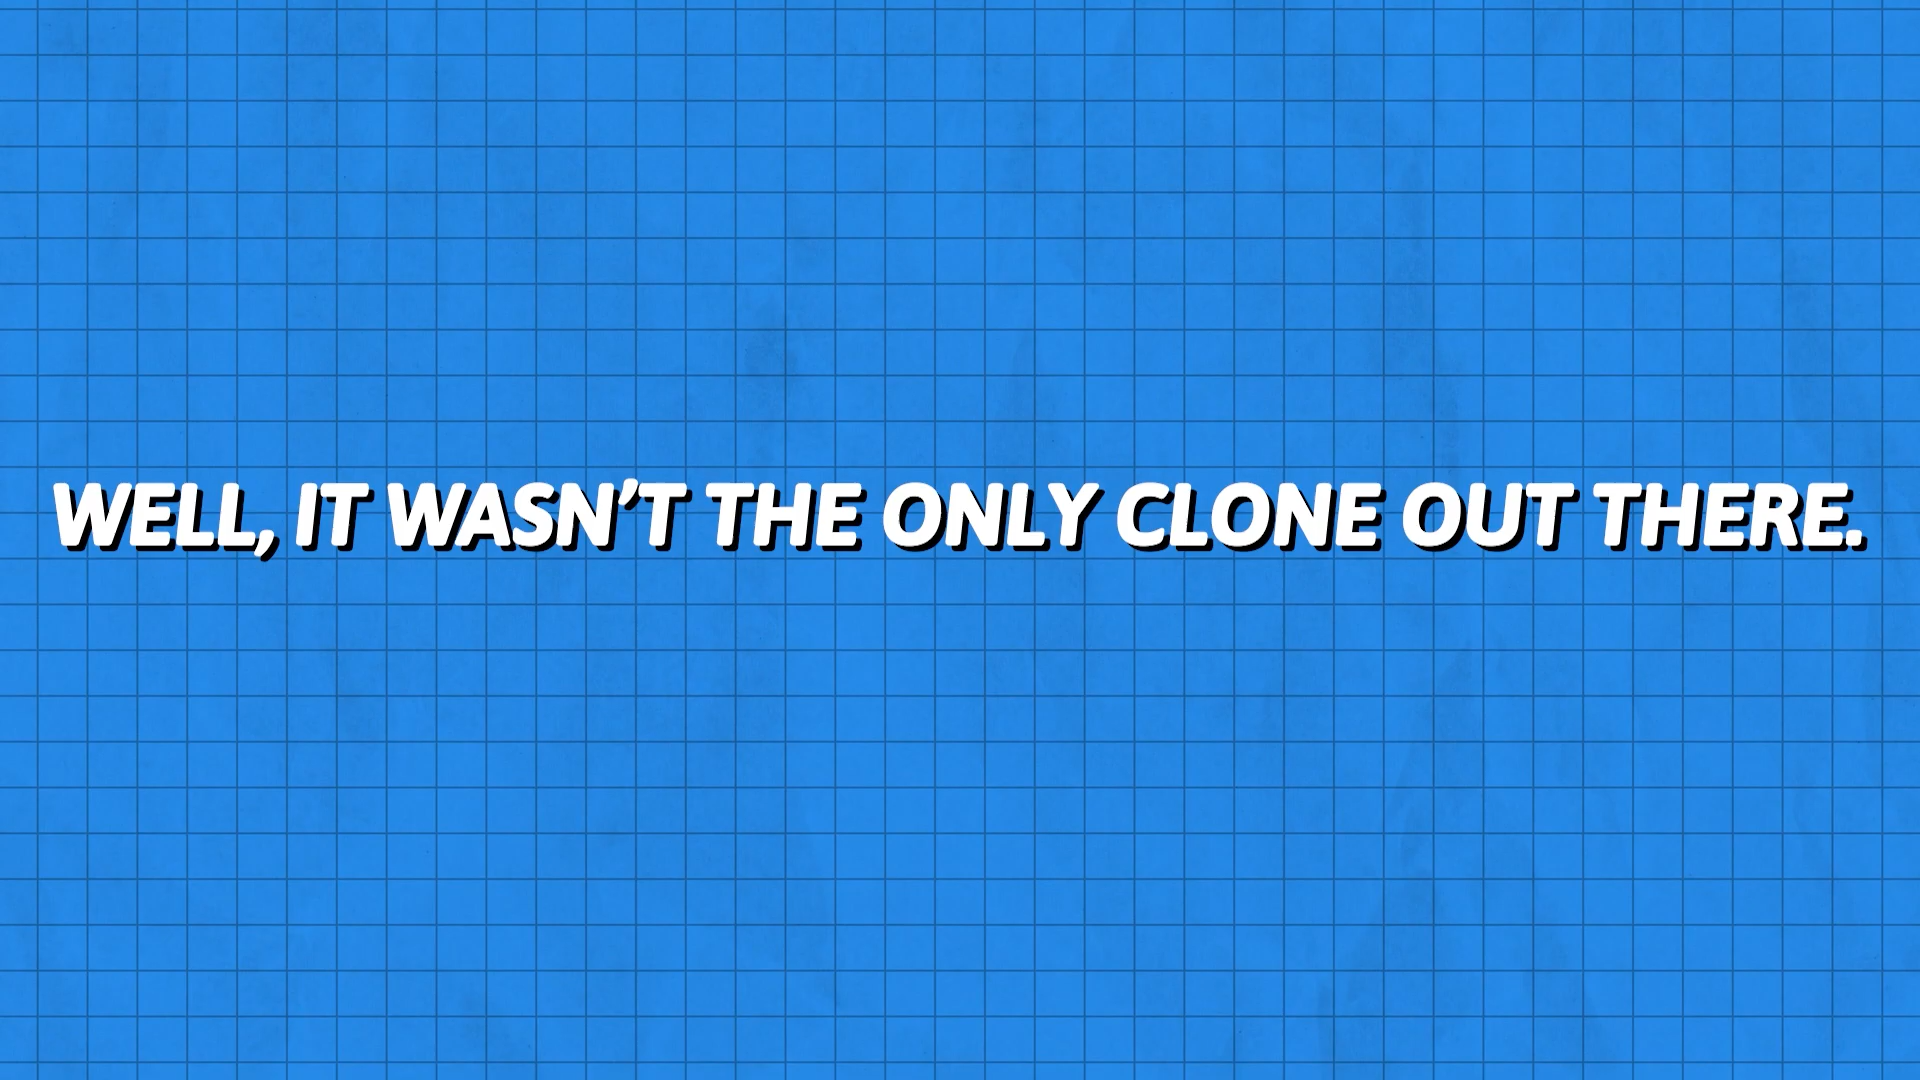 WELL, IT WASN’T THE ONLY CLONE OUT THERE.